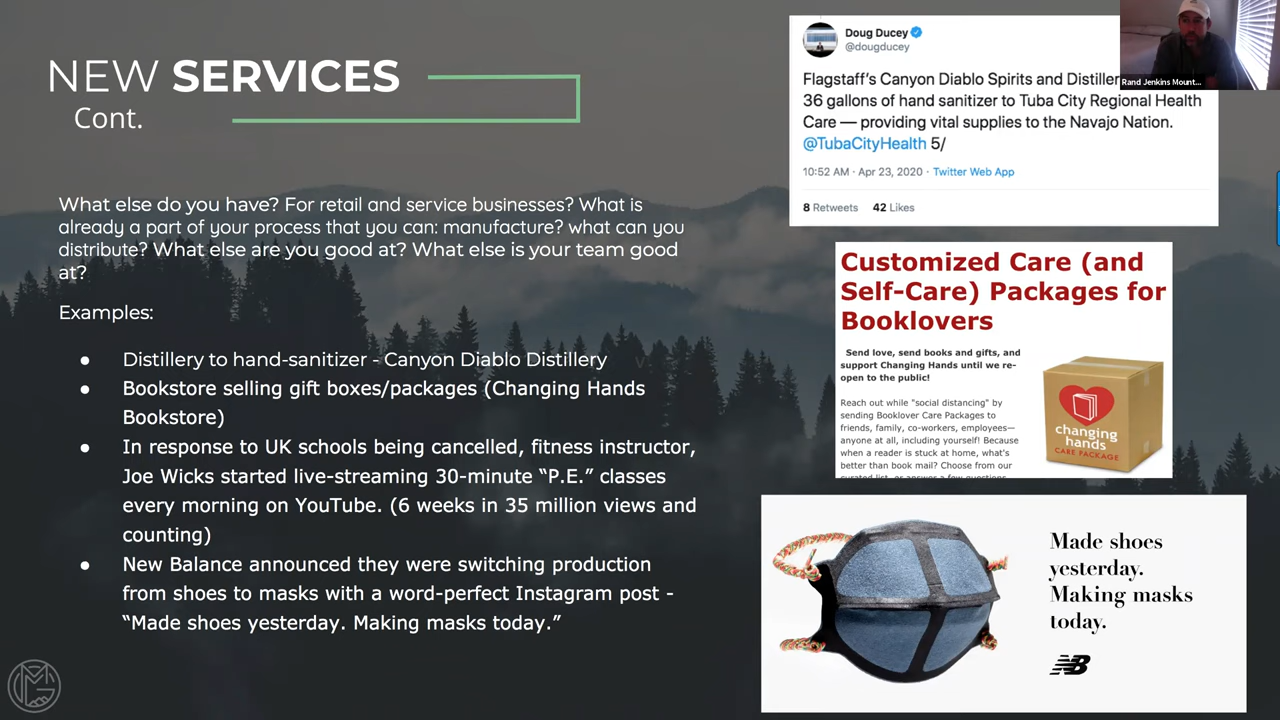 NEW SERVICES
Cont.
What else do you have? For retail and service businesses? What is
already a part of your process that you can: manufacture? what can you
distribute? What else are you good at? What else is your team good
at?
Examples:
● Distillery to hand-sanitizer - Canyon Diablo Distillery
● Bookstore selling gift boxes/packages (Changing Hands
Bookstore)
● In response to UK schools being cancelled, fitness instructor,
Joe Wicks started live-streaming 30-minute “P.E.” classes
every morning on YouTube. (6 weeks in 35 million views and
counting)
● New Balance announced they were switching production
from shoes to masks with a word-perfect Instagram post -
“Made shoes yesterday. Making masks today.”
Doug Ducey
@dougducey
Flagstaff's Canyon Diablo Spirits and Distiller
36 gallons of hand sanitizer to Tuba City Regional Health
Care — providing vital supplies to the Navajo Nation.
@TubaCityHealth 5/
10:52 AM · Apr 23, 2020 · Twitter Web App
8 Retweets 42 Likes
Rand Jenkins Mount...
Customized Care (and
Self-Care) Packages for
Booklovers
Send love, send books and gifts, and
support Changing Hands until we re-
open to the public!
Reach out while "social distancing" by
sending Booklover Care Packages to
friends, family, co-workers, employees—
anyone at all, including yourself! Because
when a reader is stuck at home, what's
better than book mail? Choose from our
curated list, or answer a few questions
changing
hands
CARE PACKAGE
Made shoes
yesterday.
Making masks
today.
NB